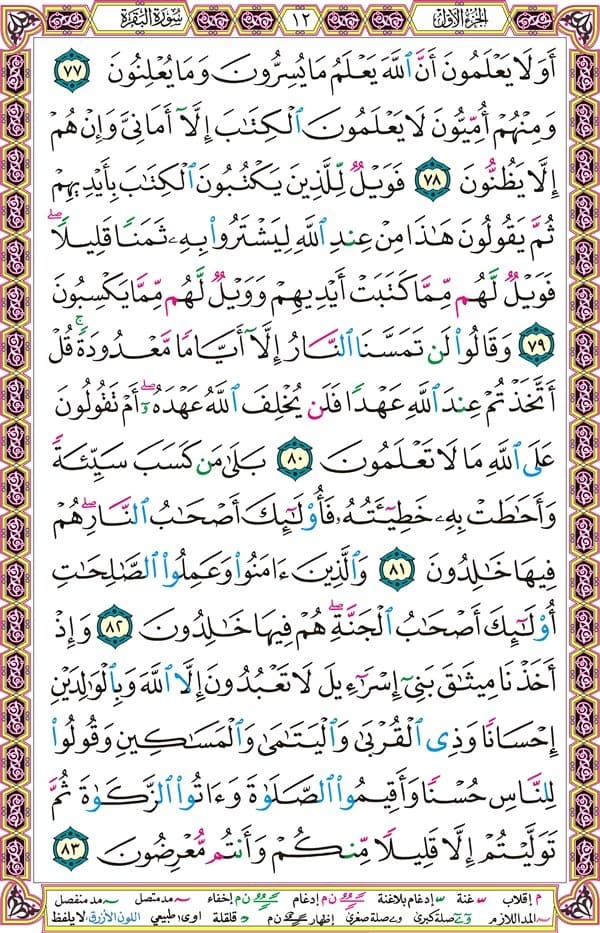 الجزء الأول
١٢
سورة البقرة
أَوَلَا يَعْلَمُونَ أَنَّ ٱللَّهَ يَعْلَمُ مَا يُسِرُّونَ وَمَا يُعْلِنُونَ ٧٧
وَمِنْهُمْ أُمِّيُّونَ لَا يَعْلَمُونَ ٱلْكِتَٰبَ إِلَّآ أَمَانِىَّ وَإِنْ هُمْ
إِلَّا يَظُنُّونَ ٧٨ فَوَيْلٌ لِّلَّذِينَ يَكْتُبُونَ ٱلْكِتَٰبَ بِأَيْدِيهِمْ
ثُمَّ يَقُولُونَ هَٰذَا مِنْ عِندِ ٱللَّهِ لِيَشْتَرُوا۟ بِهِۦ ثَمَنًا قَلِيلًا ۖ
فَوَيْلٌ لَّهُم مِّمَّا كَتَبَتْ أَيْدِيهِمْ وَوَيْلٌ لَّهُم مِّمَّا يَكْسِبُونَ
٧٩ وَقَالُوا۟ لَن تَمَسَّنَا ٱلنَّارُ إِلَّآ أَيَّامًا مَّعْدُودَةً ۚ قُلْ
أَتَّخَذْتُمْ عِندَ ٱللَّهِ عَهْدًا فَلَن يُخْلِفَ ٱللَّهُ عَهْدَهُۥٓ ۖ أَمْ تَقُولُونَ
عَلَى ٱللَّهِ مَا لَا تَعْلَمُونَ ٨٠ بَلَىٰ مَن كَسَبَ سَيِّئَةً
وَأَحَٰطَتْ بِهِۦ خَطِيٓـَٔتُهُۥ فَأُو۟لَٰٓئِكَ أَصْحَٰبُ ٱلنَّارِ ۖ هُمْ
فِيهَا خَٰلِدُونَ ٨١ وَٱلَّذِينَ ءَامَنُوا۟ وَعَمِلُوا۟ ٱلصَّٰلِحَٰتِ
أُو۟لَٰٓئِكَ أَصْحَٰبُ ٱلْجَنَّةِ ۖ هُمْ فِيهَا خَٰلِدُونَ ٨٢ وَإِذْ
أَخَذْنَا مِيثَٰقَ بَنِىٓ إِسْرَٰٓءِيلَ لَا تَعْبُدُونَ إِلَّا ٱللَّهَ وَبِٱلْوَٰلِدَيْنِ
إِحْسَانًا وَذِى ٱلْقُرْبَىٰ وَٱلْيَتَٰمَىٰ وَٱلْمَسَٰكِينِ وَقُولُوا۟
لِلنَّاسِ حُسْنًا وَأَقِيمُوا۟ ٱلصَّلَوٰةَ وَءَاتُوا۟ ٱلزَّكَوٰةَ ثُمَّ
تَوَلَّيْتُمْ إِلَّا قَلِيلًا مِّنكُمْ وَأَنتُم مُّعْرِضُونَ ٨٣
م إقلاب غنة إدغام بلاغنة ن م إدغام ن م إخفاء مد متصل مد منفصل
المد اللازم صلة كبرى صلة صغرى إظهار ن م قلقلة اوى: طبيعي اللون الأزرق: لا يلفظ